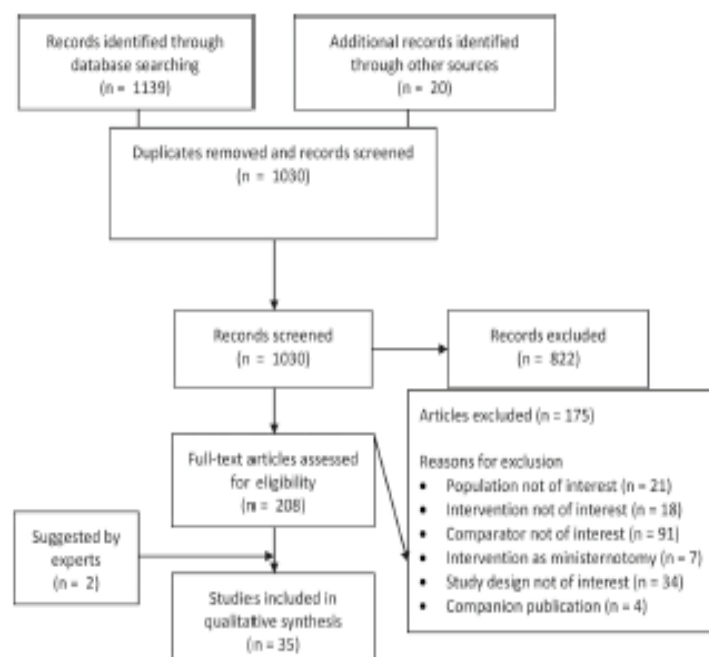 Records identified through
database searching
(n = 1139)
Additional records identified
through other sources
(n = 20)
Duplicates removed and records screened
(n = 1030)
Records screened
(n = 1030)
Records excluded
(n = 822)
Full-text articles assessed
for eligibility
(n = 208)
Articles excluded (n = 175)
Reasons for exclusion
• Population not of interest (n = 21)
• Intervention not of interest (n = 18)
• Comparator not of interest (n = 91)
• Intervention as ministernotomy (n = 7)
• Study design not of interest (n = 34)
• Companion publication (n = 4)
Suggested by
experts
(n = 2)
Studies included in
qualitative synthesis
(n = 35)